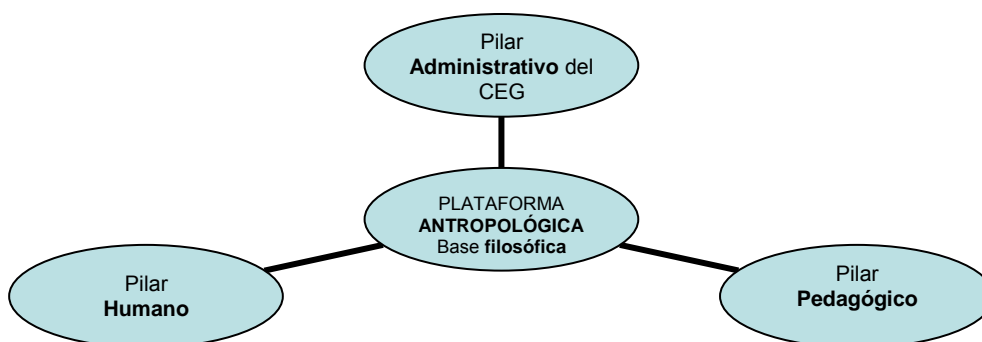 Pilar
Administrativo del
CEG
PLATAFORMA
ANTROPOLÓGICA
Base filosófica
Pilar
Humano
Pilar
Pedagógico